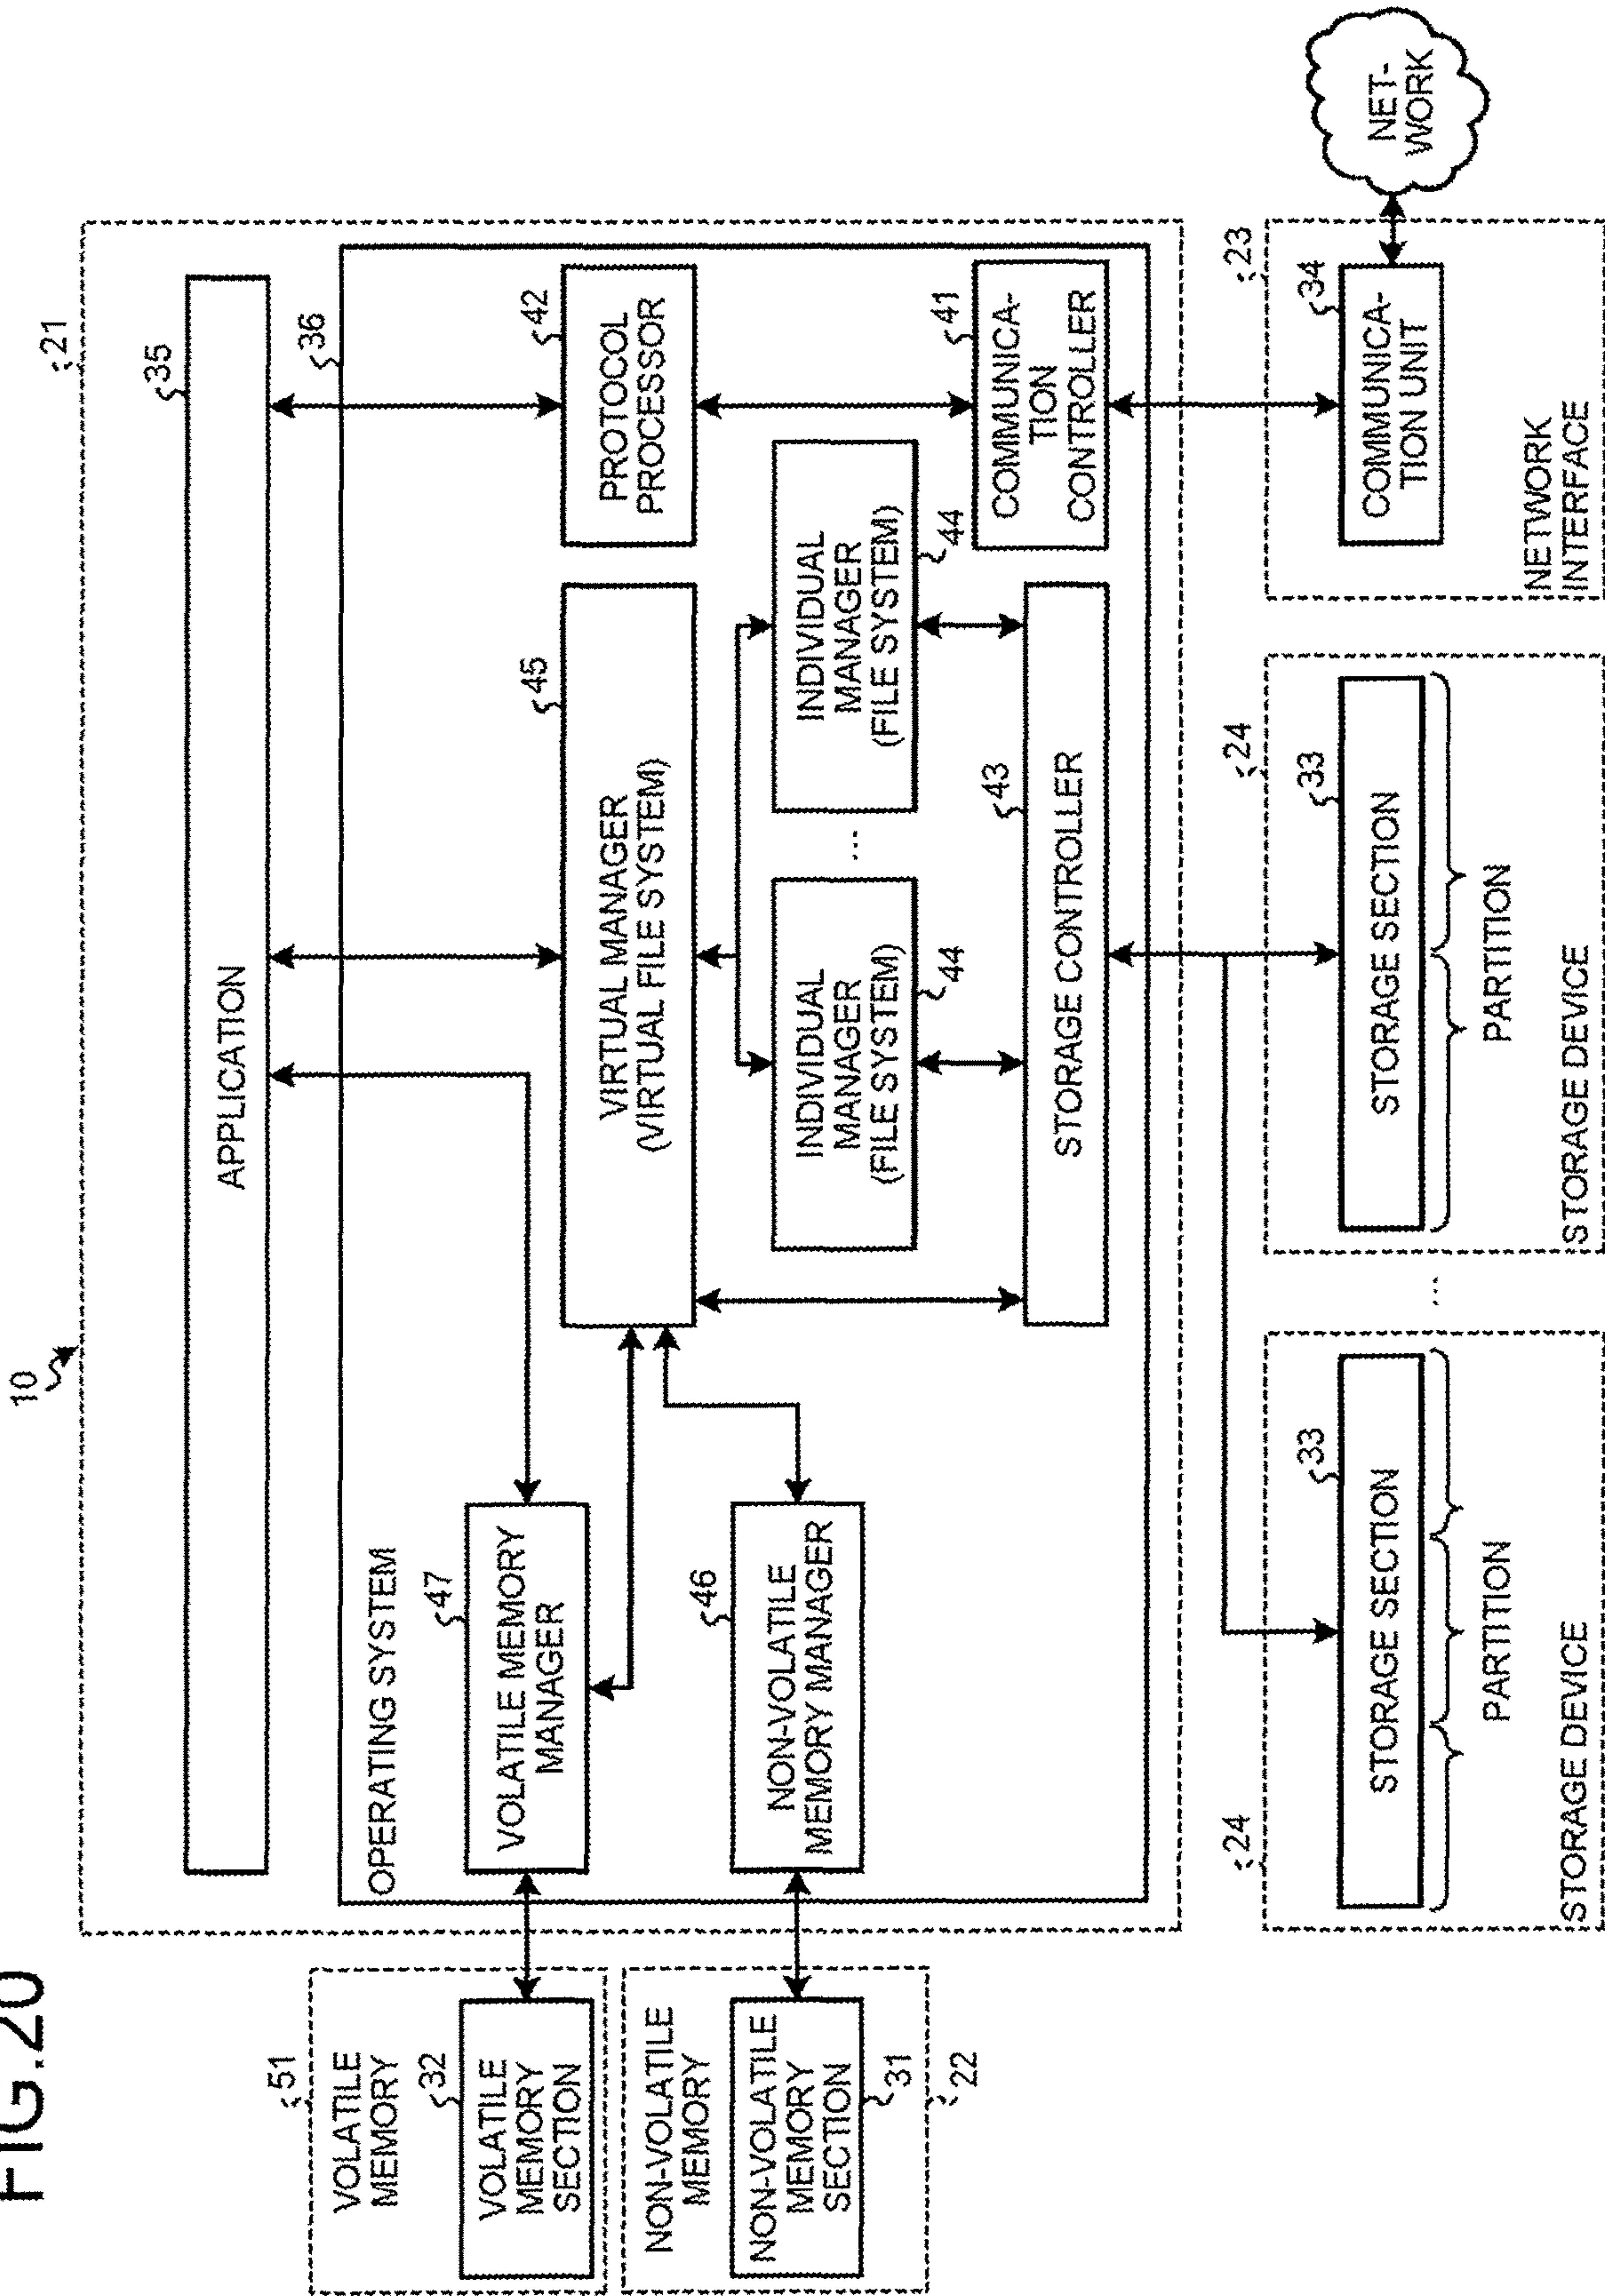 FIG.20
10
21
35
APPLICATION
36
OPERATING SYSTEM
51
VOLATILE
MEMORY
32
VOLATILE
MEMORY
SECTION
47
VOLATILE MEMORY
MANAGER
45
VIRTUAL MANAGER
(VIRTUAL FILE SYSTEM)
42
PROTOCOL
PROCESSOR
NON-VOLATILE
MEMORY
NON-VOLATILE
MEMORY
SECTION
31
22
46
NON-VOLATILE
MEMORY MANAGER
INDIVIDUAL
MANAGER
(FILE SYSTEM)
44
...
INDIVIDUAL
MANAGER
(FILE SYSTEM)
44
43
STORAGE CONTROLLER
41
COMMUNICA-
TION
CONTROLLER
24
33
STORAGE SECTION
PARTITION
STORAGE DEVICE
...
24
33
STORAGE SECTION
PARTITION
STORAGE DEVICE
23
34
COMMUNICA-
TION UNIT
NETWORK
INTERFACE
NET-
WORK